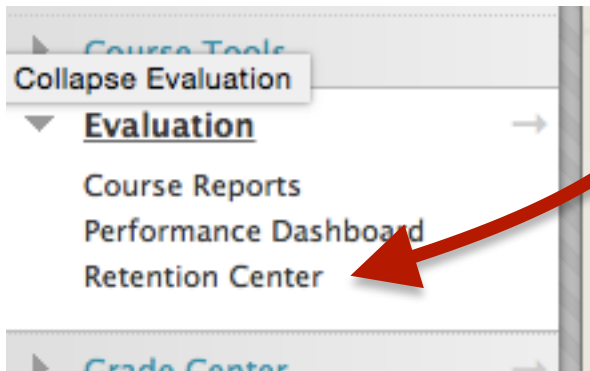 Course Tools
Collapse Evaluation
Evaluation
Course Reports
Performance Dashboard
Retention Center
Grade Center